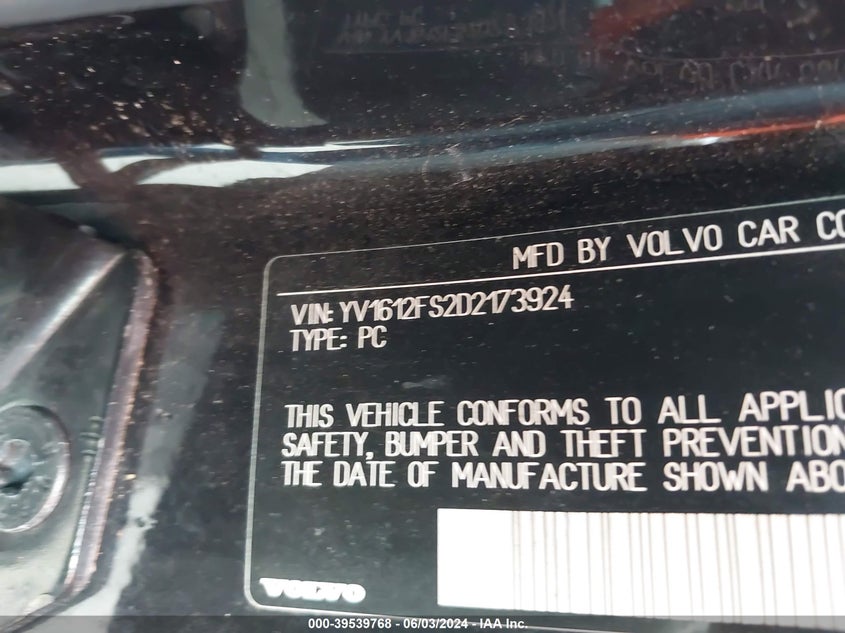 MFD BY VOLVO CAR CO
VIN: YV1612FS2D2173924
TYPE: PC
THIS VEHICLE CONFORMS TO ALL APPLIC
SAFETY, BUMPER AND THEFT PREVENTION
THE DATE OF MANUFACTURE SHOWN ABO
VOLVO
000-39539768 - 06/03/2024 - IAA Inc.